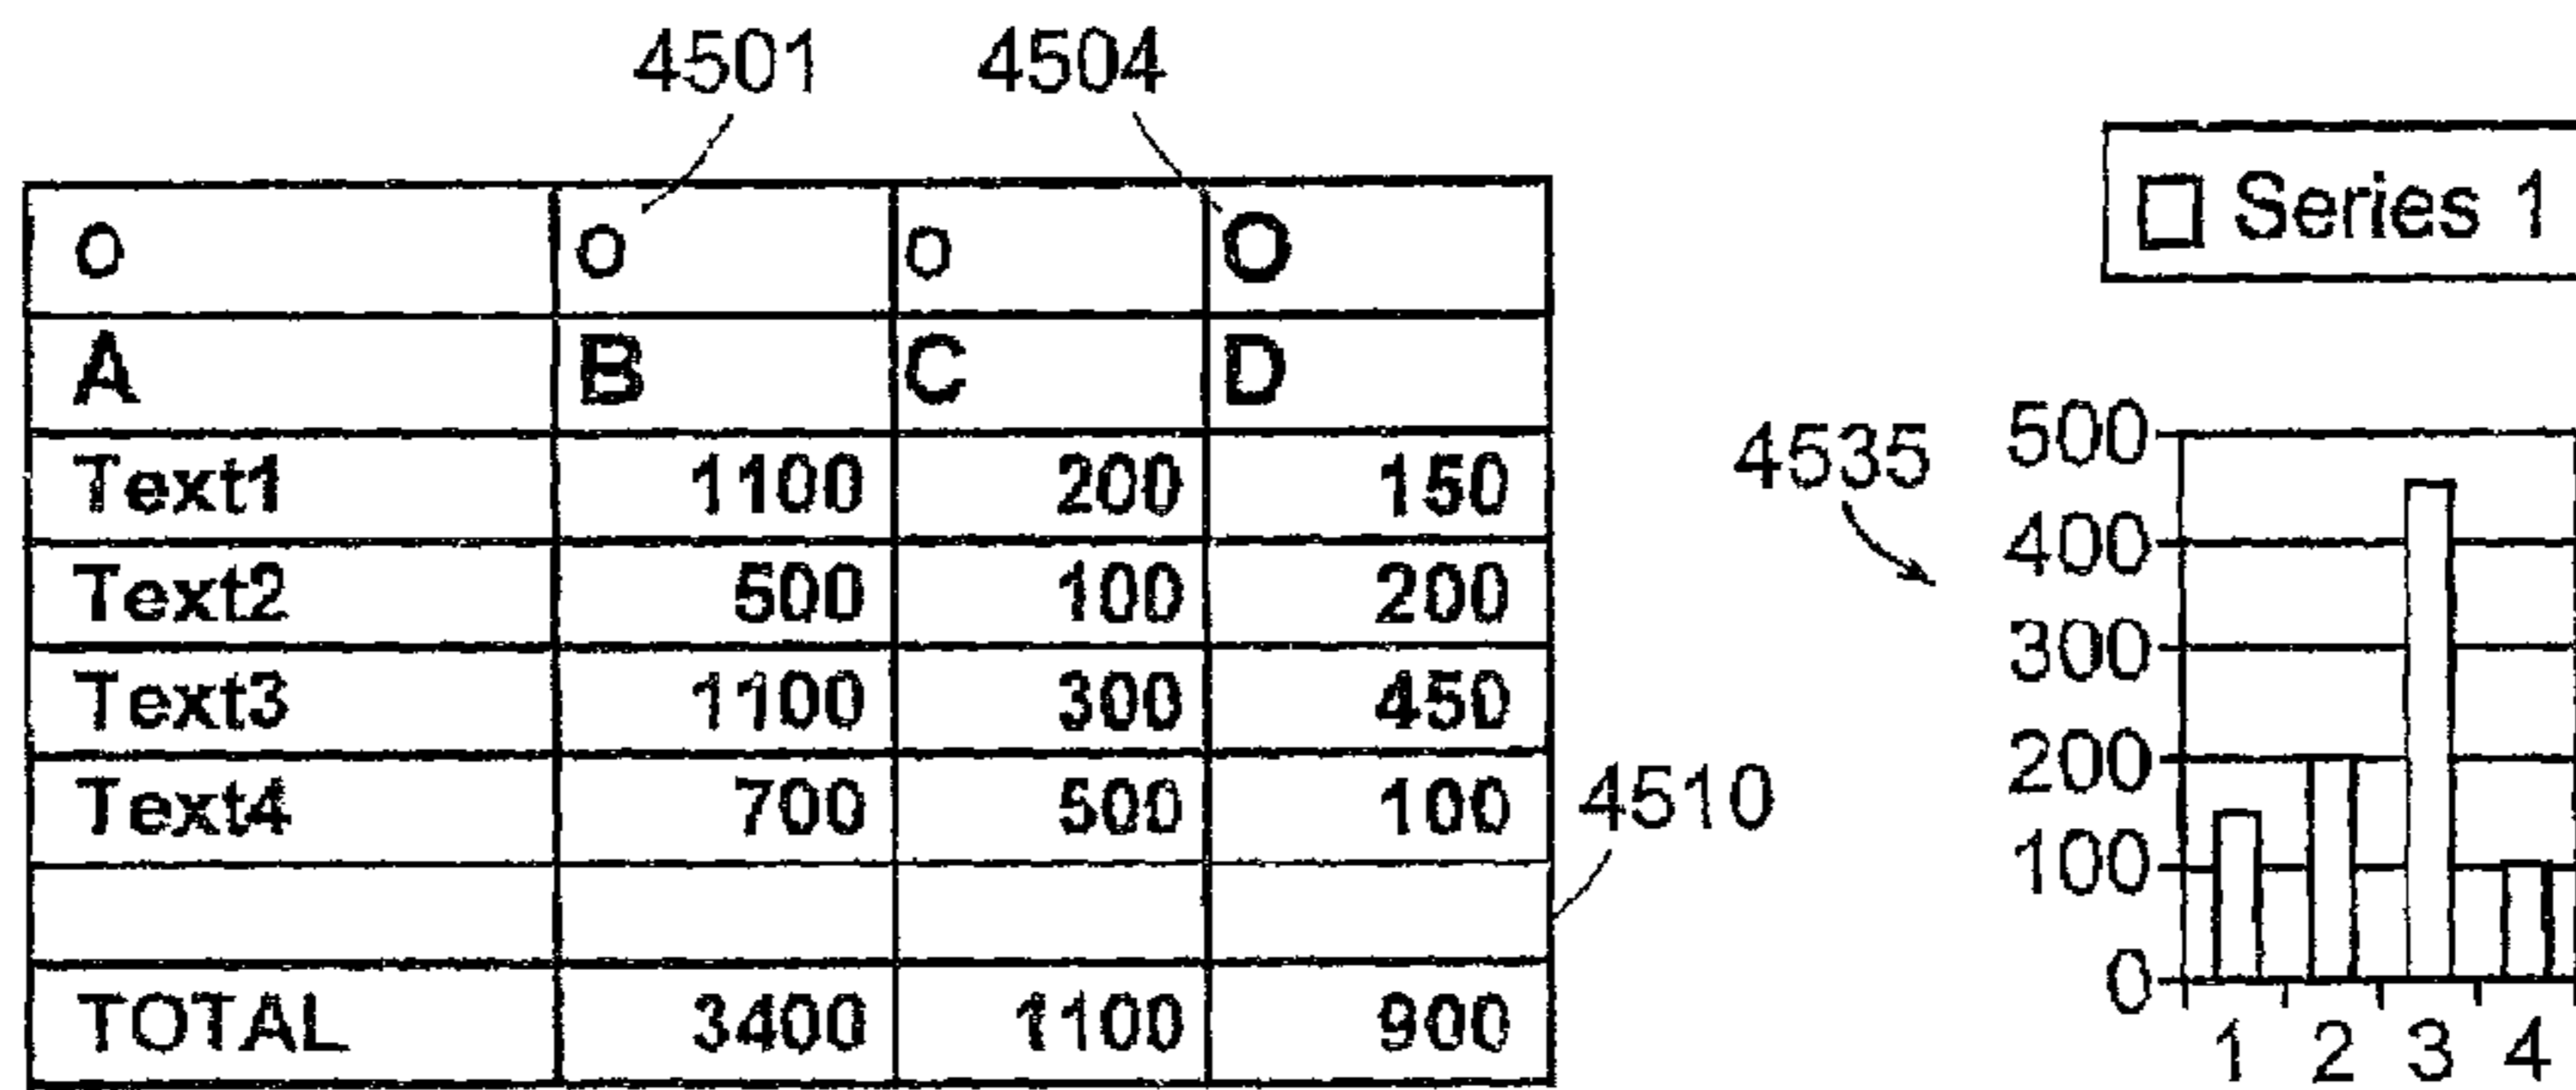 4501 4504
o o o O
A B C D
Text1 1100 200 150
Text2 500 100 200
Text3 1100 300 450
Text4 700 500 100
TOTAL 3400 1100 900
4510
Series 1
4535
500
400
300
200
100
0
1 2 3 4